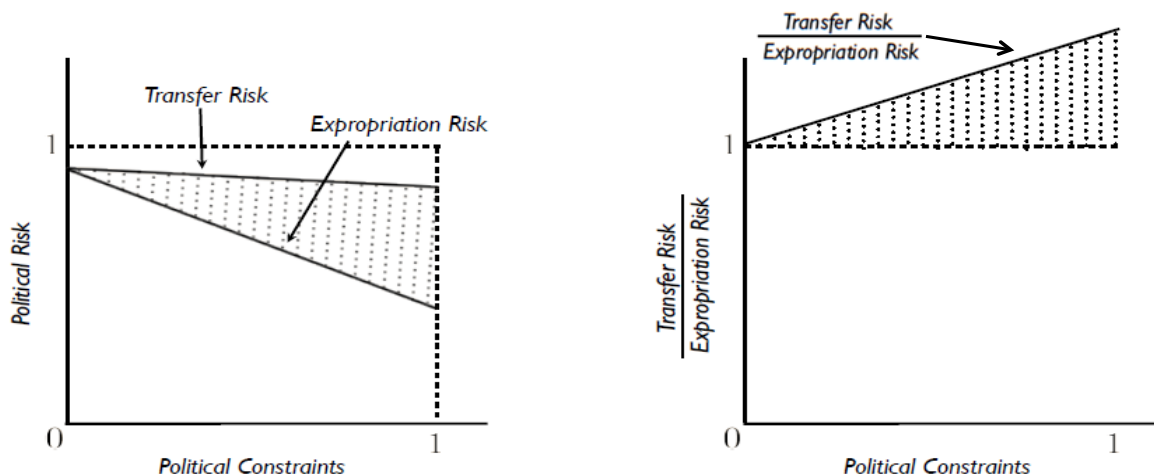 Transfer Risk
Expropriation Risk
1
Political Risk
0
1
Political Constraints
Transfer Risk
Expropriation Risk
1
Transfer Risk
Expropriation Risk
0
1
Political Constraints